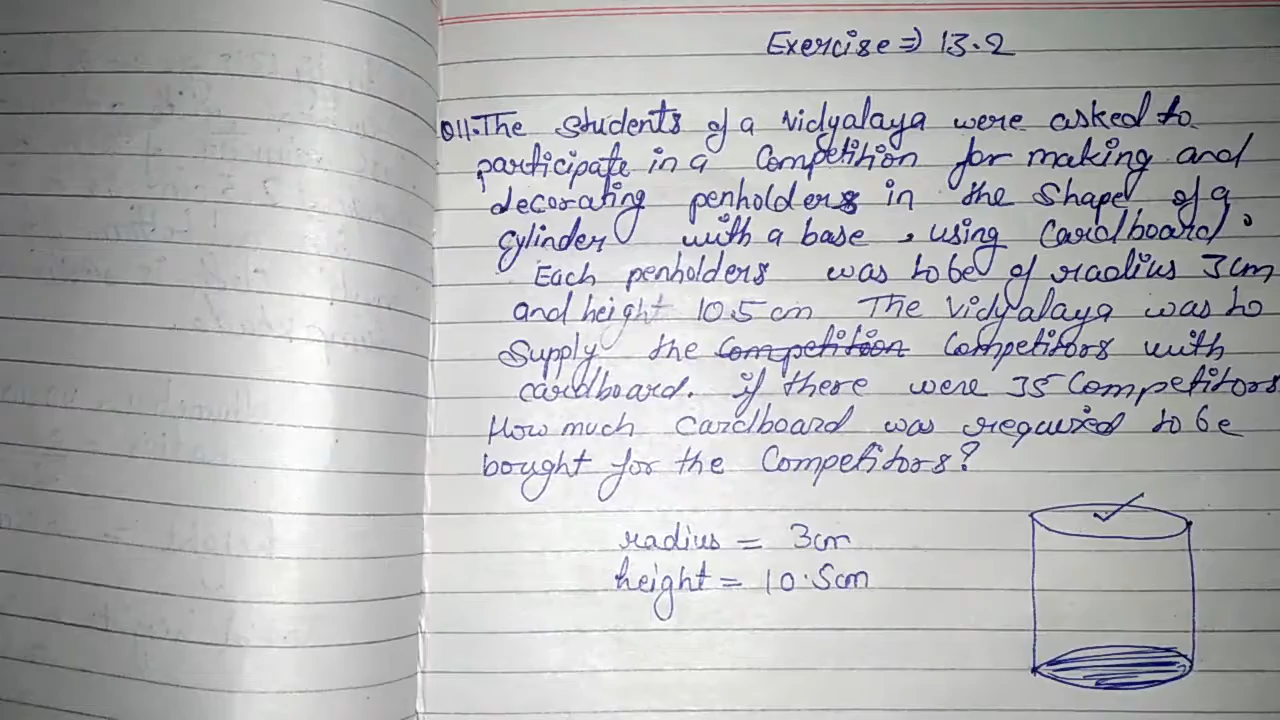 Exercise ⇒ 13.2
Q11. The students of a vidyalaya were asked to
participate in a Competition for making and
decorating penholders in the shape of a
cylinder with a base, using Cardboard.
Each penholders was to be of radius 3cm
and height 10.5 cm The vidyalaya was to
Supply the competition Competitors with
cardboard. if there were 35 Competitors
How much Cardboard was required to be
bought for the Competitors?
radius = 3cm
height = 10.5cm